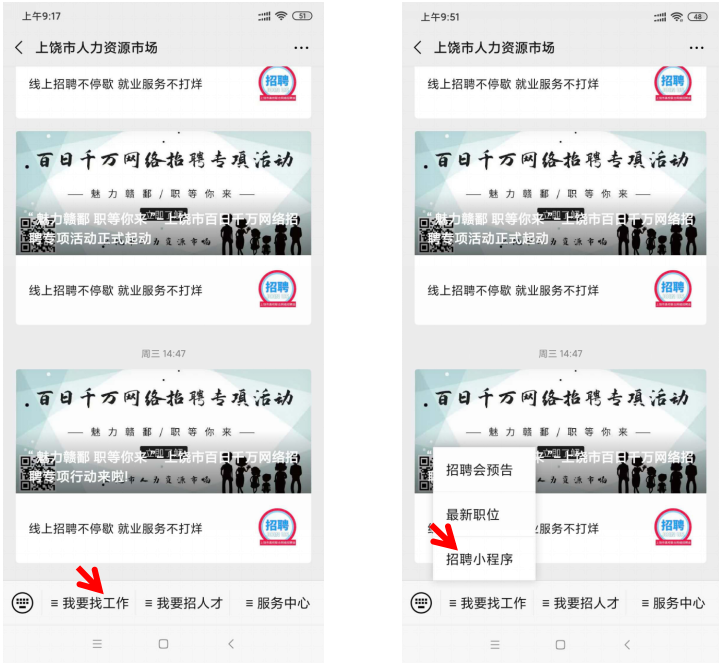 上午9:17
51
上饶市人力资源市场
线上招聘不停歇 就业服务不打烊
招聘
百日千万网络招聘专项活动
魅力赣鄱/职等你来
“魅力赣鄱 职等你来”－上饶市百日千万网络招
聘专项活动正式起动
线上招聘不停歇 就业服务不打烊
招聘
周三 14:47
百日千万网络招聘专项活动
魅力赣鄱/职等你来
“魅力赣鄱 职等你来”－上饶市百日千万网络招
聘专项行动来啦!
线上招聘不停歇 就业服务不打烊
招聘
我要找工作
我要招人才
服务中心
上午9:51
48
上饶市人力资源市场
线上招聘不停歇 就业服务不打烊
招聘
百日千万网络招聘专项活动
魅力赣鄱/职等你来
“魅力赣鄱 职等你来”－上饶市百日千万网络招
聘专项活动正式起动
线上招聘不停歇 就业服务不打烊
招聘
周三 14:47
百日千万网络招聘专项活动
魅力赣鄱/职等你来
来”－上饶市百日千万网络招
招聘会预告
最新职位
业服务不打烊
招聘
招聘小程序
我要找工作
我要招人才
服务中心